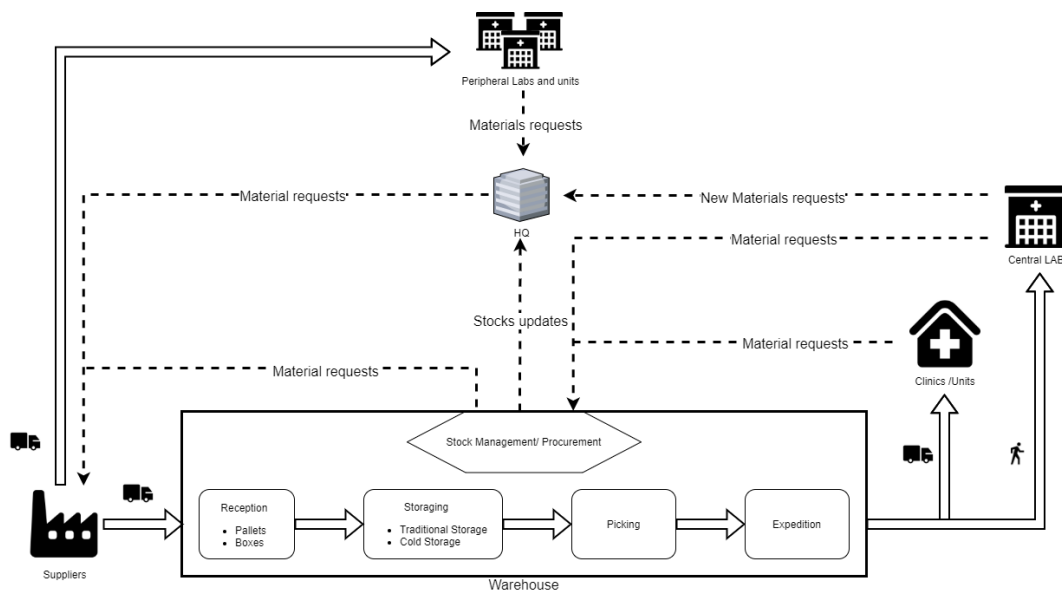 Peripheral Labs and units
Materials requests
Material requests
New Materials requests
HQ
Material requests
Central LAB
Stocks updates
Material requests
Material requests
Clinics /Units
Stock Management/ Procurement
Reception
Pallets
Boxes
Storaging
Traditional Storage
Cold Storage
Picking
Expedition
Suppliers
Warehouse